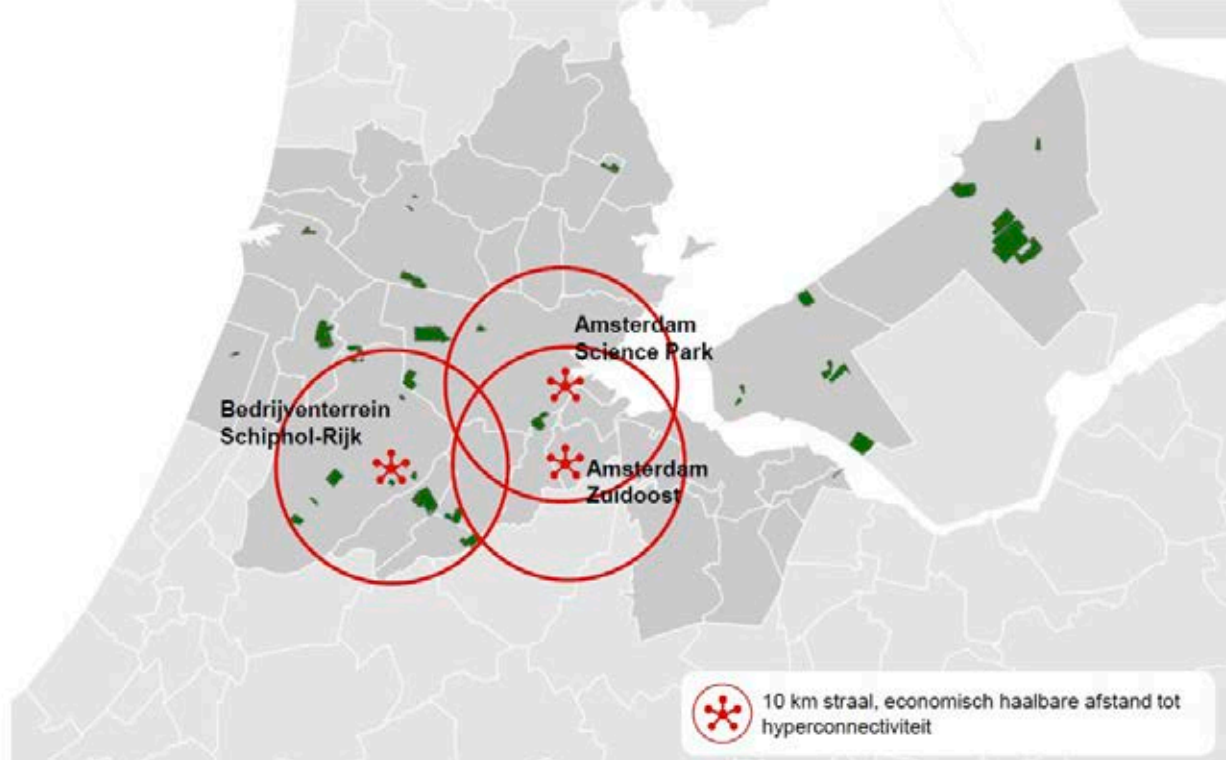 Amsterdam
Science Park
Bedrijventerrein
Schiphol-Rijk
Amsterdam
Zuidoost
10 km straal, economisch haalbare afstand tot
hyperconnectiviteit